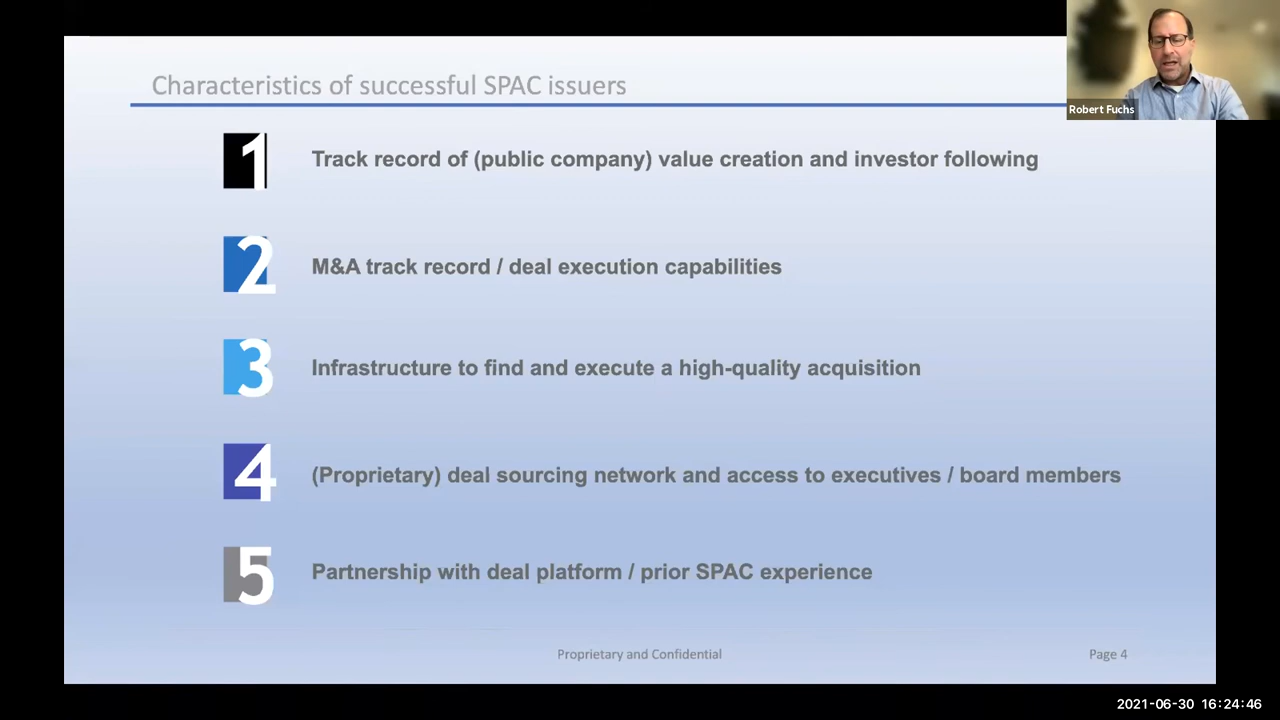 Characteristics of successful SPAC issuers
Robert Fuchs
1 Track record of (public company) value creation and investor following
2 M&A track record / deal execution capabilities
3 Infrastructure to find and execute a high-quality acquisition
4 (Proprietary) deal sourcing network and access to executives / board members
5 Partnership with deal platform / prior SPAC experience
Proprietary and Confidential
Page 4
2021-06-30 16:24:46